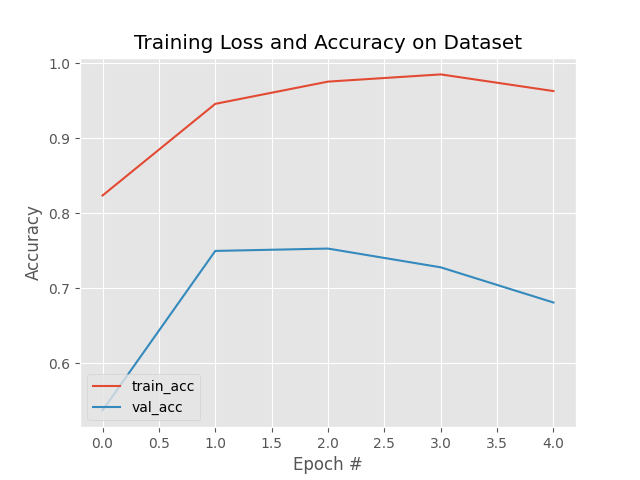 Training Loss and Accuracy on Dataset
1.0
0.9
0.8
0.7
0.6
Accuracy
train_acc
val_acc
0.0 0.5 1.0 1.5 2.0 2.5 3.0 3.5 4.0
Epoch #